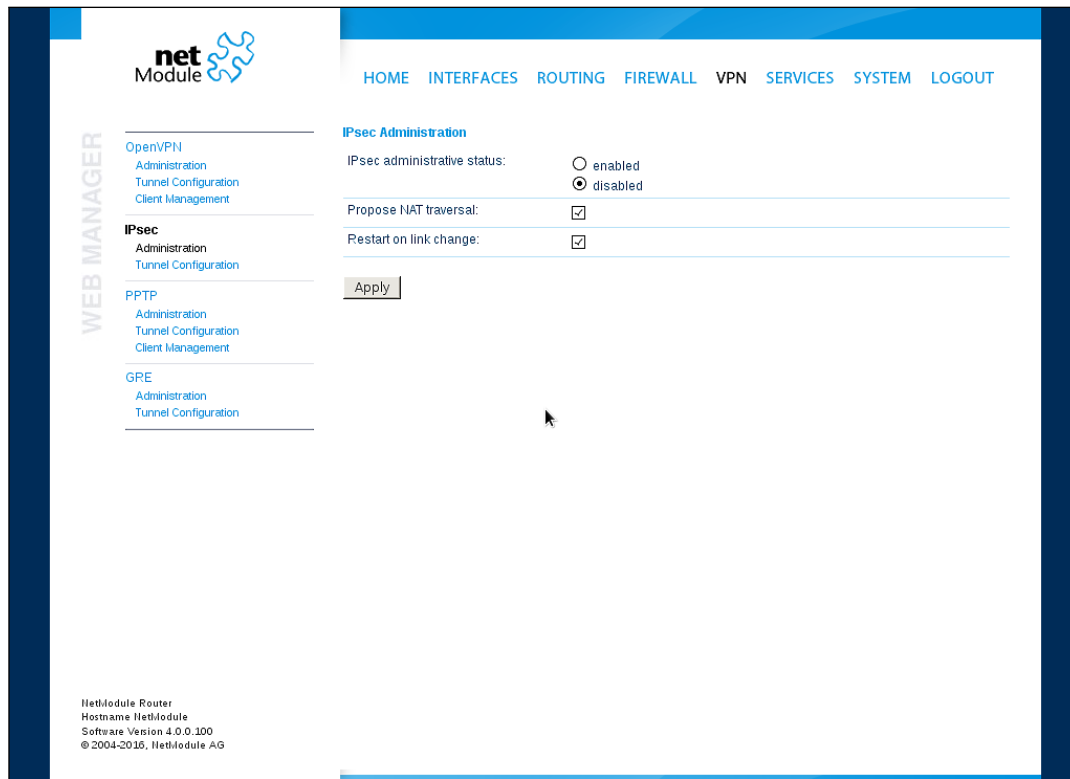 net
Module
HOME INTERFACES ROUTING FIREWALL VPN SERVICES SYSTEM LOGOUT
WEB MANAGER
OpenVPN
Administration
Tunnel Configuration
Client Management
IPsec
Administration
Tunnel Configuration
PPTP
Administration
Tunnel Configuration
Client Management
GRE
Administration
Tunnel Configuration
IPsec Administration
IPsec administrative status:
enabled
disabled
Propose NAT traversal:
Restart on link change:
Apply
NetModule Router
Hostname NetModule
Software Version 4.0.0.100
© 2004-2016, NetModule AG